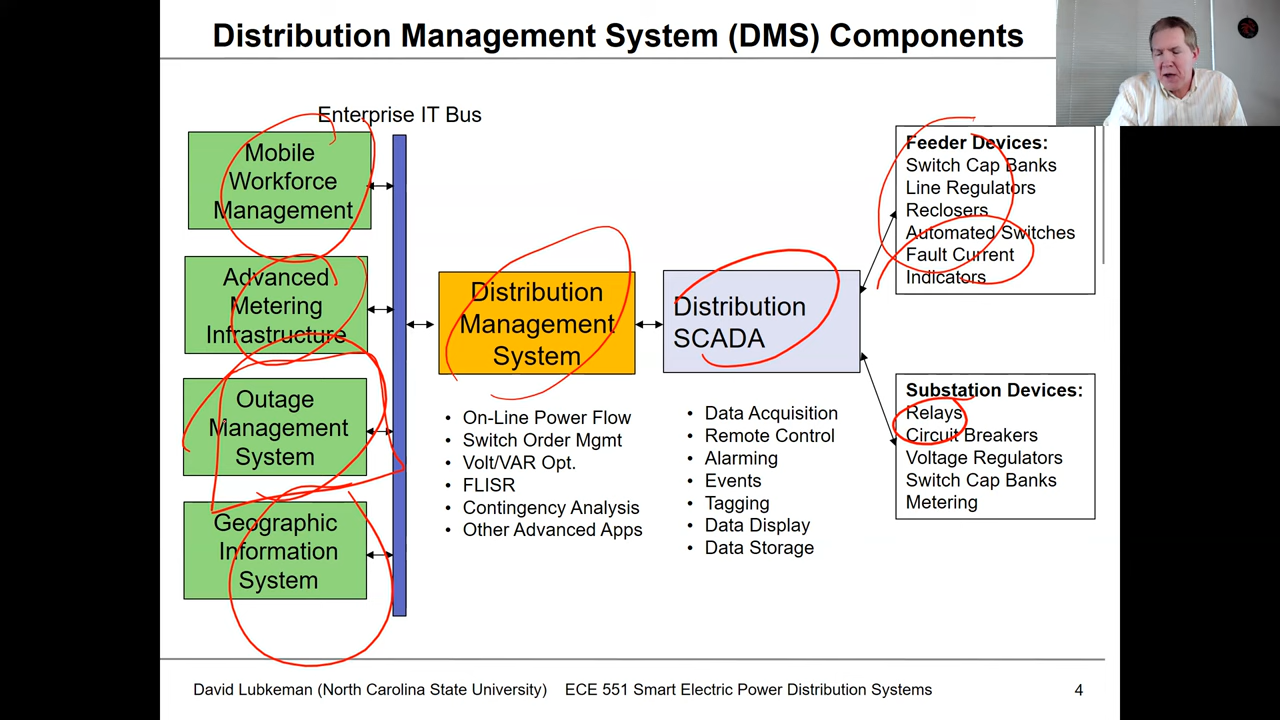 Distribution Management System (DMS) Components
Enterprise IT Bus
Mobile
Workforce
Management
Advanced
Metering
Infrastructure
Outage
Management
System
Geographic
Information
System
Distribution
Management
System
• On-Line Power Flow
• Switch Order Mgmt
• Volt/VAR Opt.
• FLISR
• Contingency Analysis
• Other Advanced Apps
Distribution
SCADA
• Data Acquisition
• Remote Control
• Alarming
• Events
• Tagging
• Data Display
• Data Storage
Feeder Devices:
Switch Cap Banks
Line Regulators
Reclosers
Automated Switches
Fault Current
Indicators
Substation Devices:
Relays
Circuit Breakers
Voltage Regulators
Switch Cap Banks
Metering
David Lubkeman (North Carolina State University) ECE 551 Smart Electric Power Distribution Systems 4